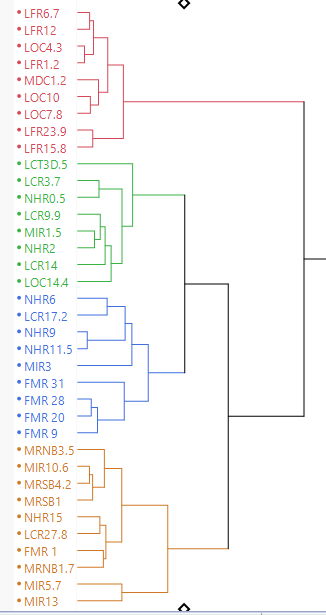 LFR6.7
LFR12
LOC4.3
LFR1.2
MDC1.2
LOC10
LOC7.8
LFR23.9
LFR15.8
LCT3D.5
LCR3.7
NHR0.5
LCR9.9
MIR1.5
NHR2
LCR14
LOC14.4
NHR6
LCR17.2
NHR9
NHR11.5
MIR3
FMR 31
FMR 28
FMR 20
FMR 9
MRNB3.5
MIR10.6
MRSB4.2
MRSB1
NHR15
LCR27.8
FMR 1
MRNB1.7
MIR5.7
MIR13